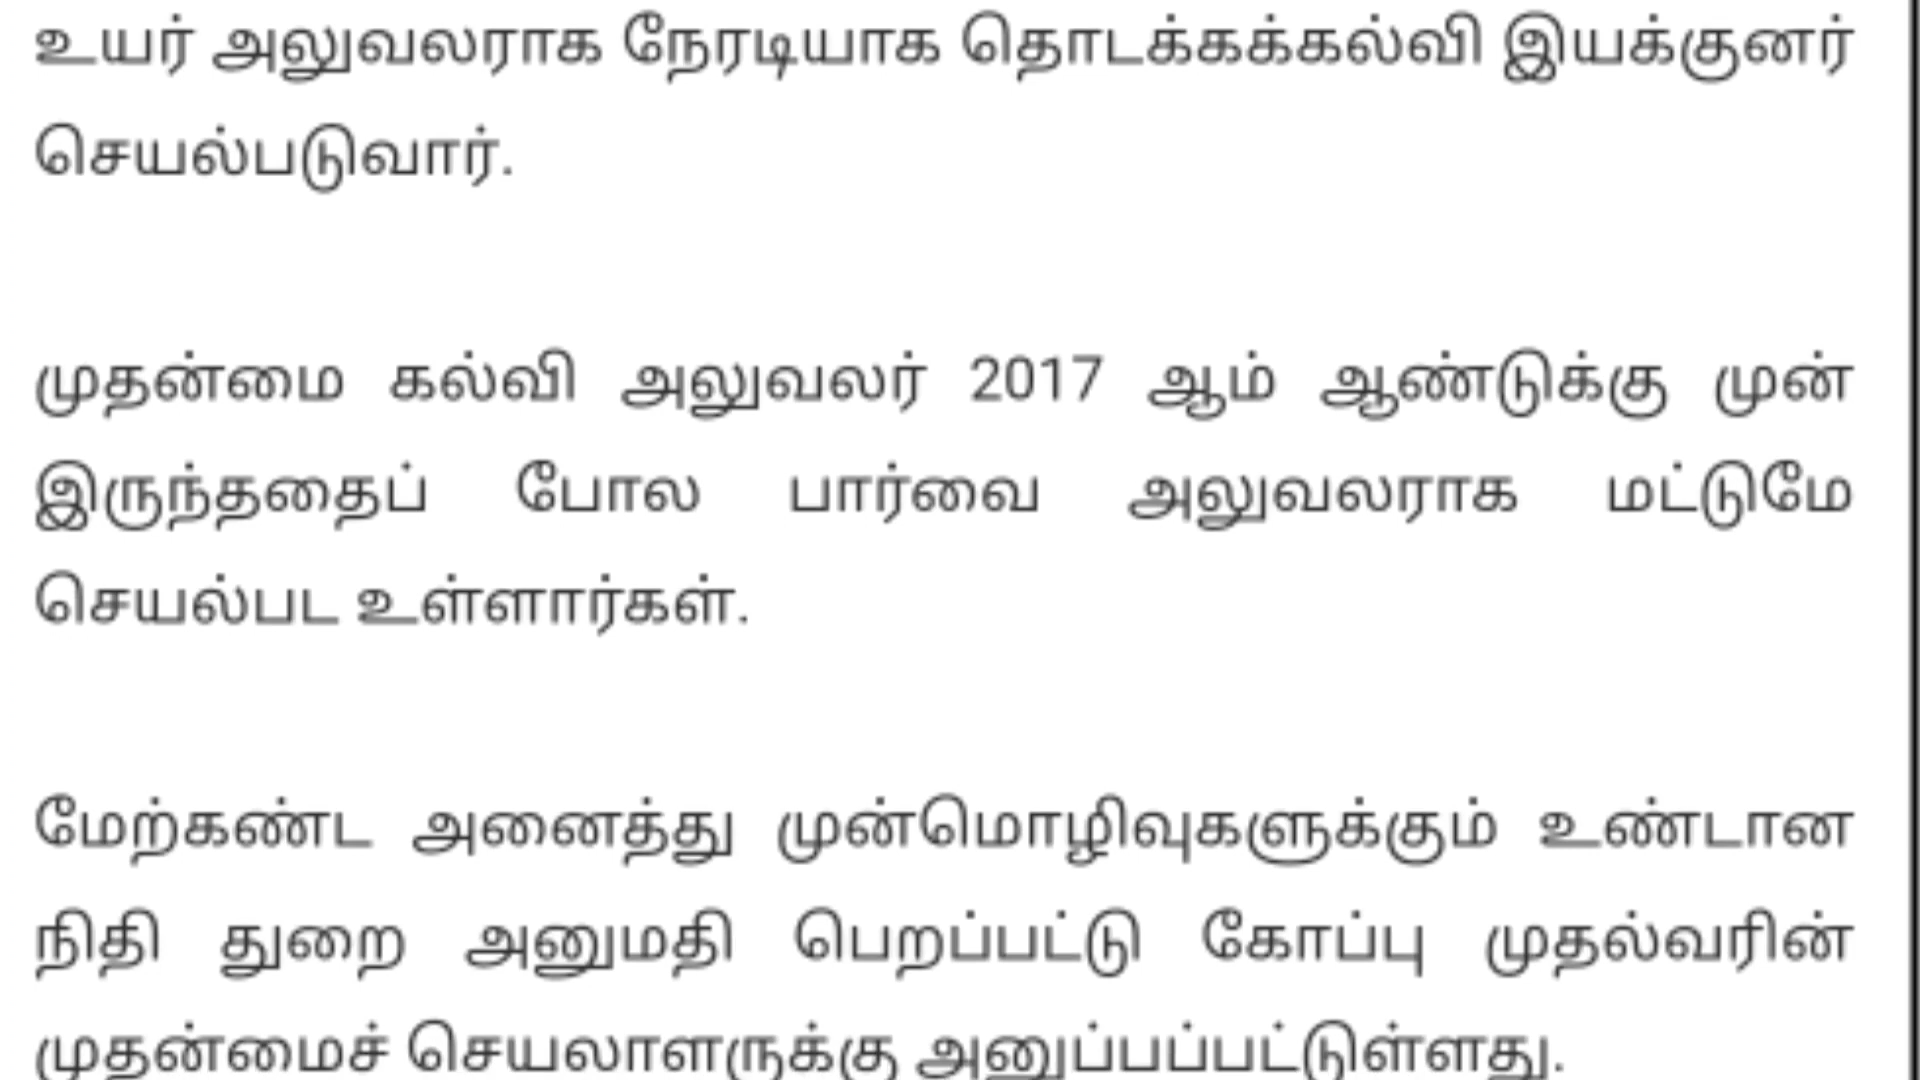 உயர் அலுவலராக நேரடியாக தொடக்கக்கல்வி இயக்குனர்
செயல்படுவார்.
முதன்மை கல்வி அலுவலர் 2017 ஆம் ஆண்டுக்கு முன்
இருந்ததைப் போல பார்வை அலுவலராக மட்டுமே
செயல்பட உள்ளார்கள்.
மேற்கண்ட அனைத்து முன்மொழிவுகளுக்கும் உண்டான
நிதி துறை அனுமதி பெறப்பட்டு கோப்பு முதல்வரின்
முதன்மைச் செயலாளருக்கு அனுப்பப்பட்டுள்ளது.